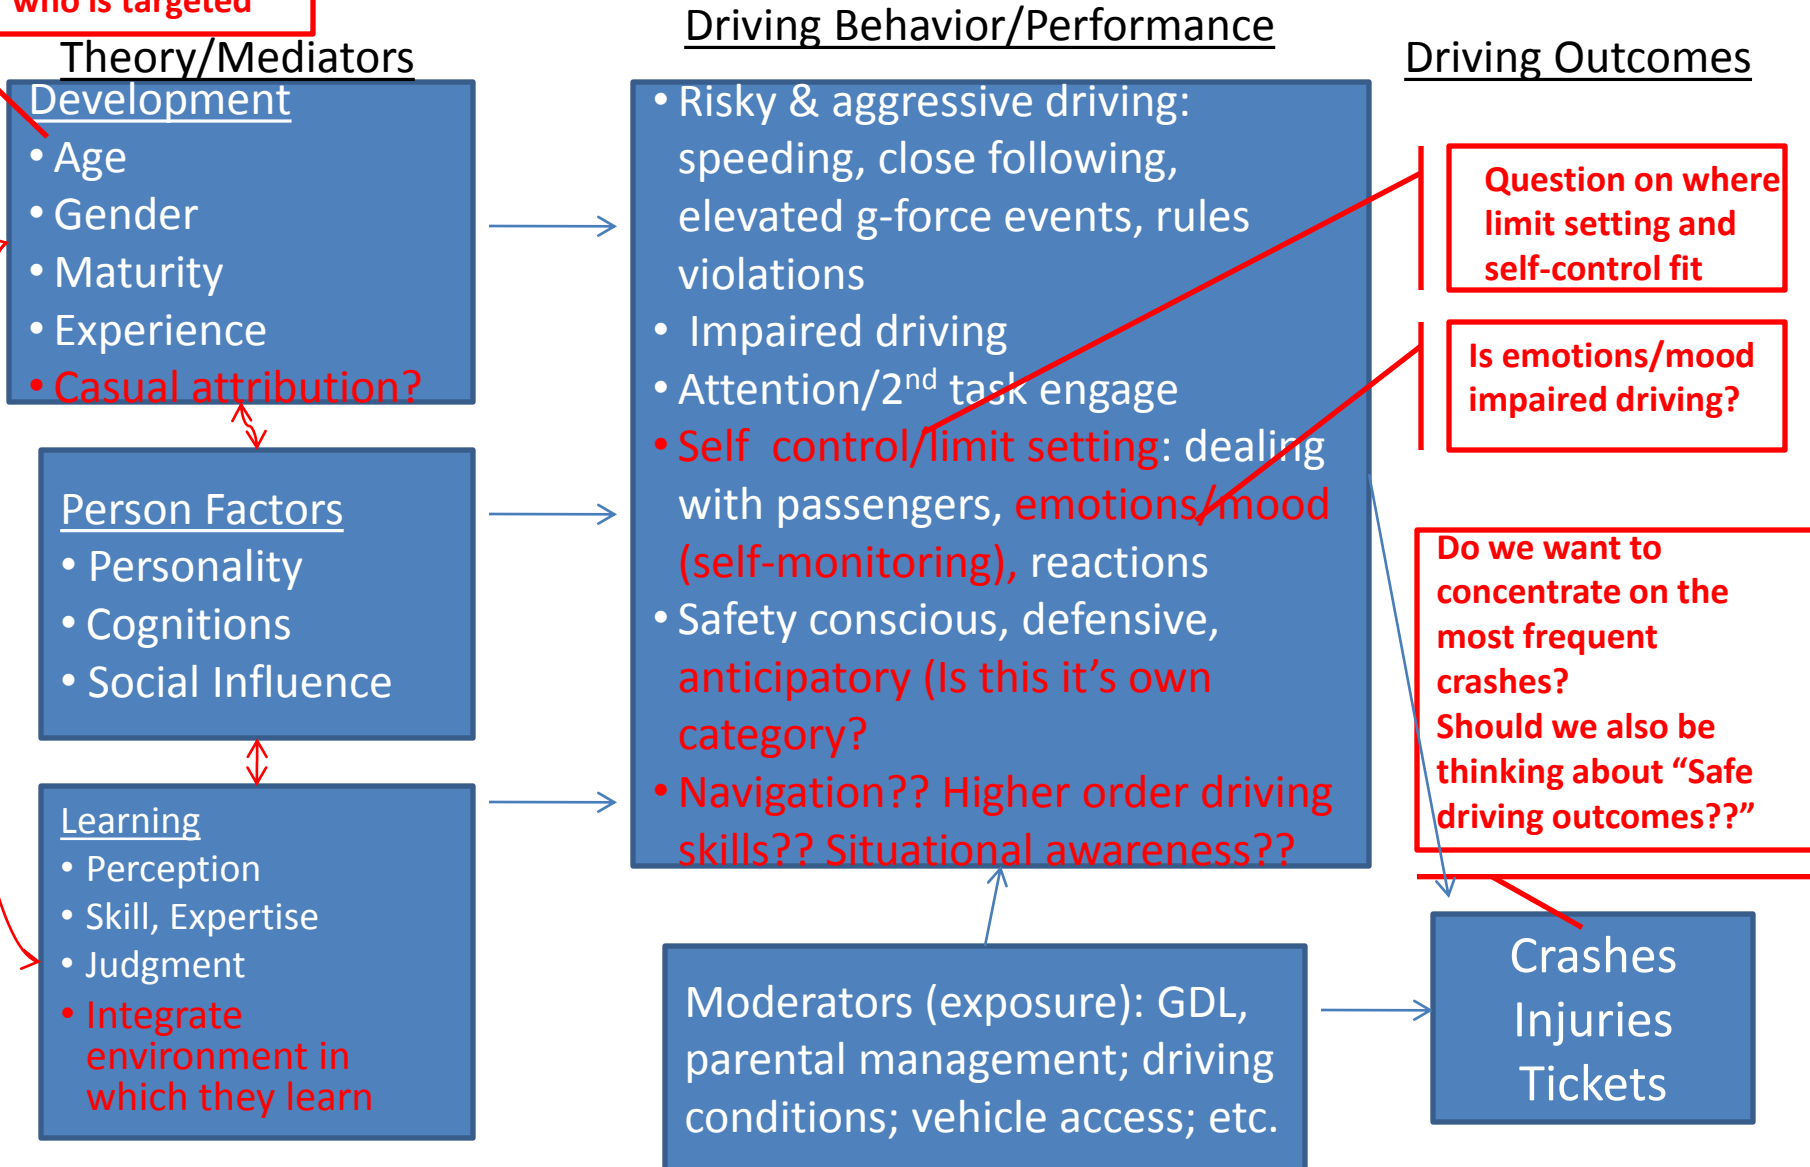 who is targeted
Theory/Mediators
Development
• Age
• Gender
• Maturity
• Experience
• Casual attribution?
Person Factors
• Personality
• Cognitions
• Social Influence
Learning
• Perception
• Skill, Expertise
• Judgment
• Integrate
environment in
which they learn
Driving Behavior/Performance
• Risky & aggressive driving:
speeding, close following,
elevated g-force events, rules
violations
• Impaired driving
• Attention/2nd task engage
• Self control/limit setting: dealing
with passengers, emotions/mood
(self-monitoring), reactions
• Safety conscious, defensive,
anticipatory (Is this it’s own
category?
• Navigation?? Higher order driving
skills?? Situational awareness??
Moderators (exposure): GDL,
parental management; driving
conditions; vehicle access; etc.
Driving Outcomes
Question on where
limit setting and
self-control fit
Is emotions/mood
impaired driving?
Do we want to
concentrate on the
most frequent
crashes?
Should we also be
thinking about “Safe
driving outcomes??”
Crashes
Injuries
Tickets